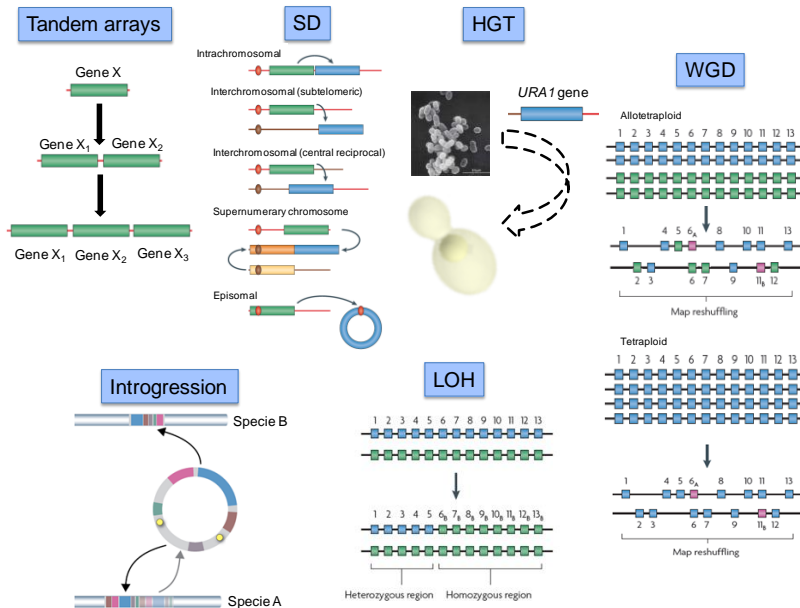 Tandem arrays
Gene X
Gene X1 Gene X2
Gene X1 Gene X2 Gene X3
SD
Intrachromosomal
Interchromosomal (subtelomeric)
Interchromosomal (central reciprocal)
Supernumerary chromosome
Episomal
HGT
URA1 gene
WGD
Allotetraploid
1 2 3 4 5 6 7 8 9 10 11 12 13
1 4 5 6A 8 10 11 13
2 3 6 7 9 11B 12
Map reshuffling
Tetraploid
1 2 3 4 5 6 7 8 9 10 11 12 13
1 4 5 6A 8 10 11 13
2 3 6 7 9 11B 12
Map reshuffling
Introgression
Specie B
Specie A
LOH
1 2 3 4 5 6 7 8 9 10 11 12 13
1 2 3 4 5 6B 7B 8B 9B 10B 11B 12B 13B
Heterozygous region Homozygous region